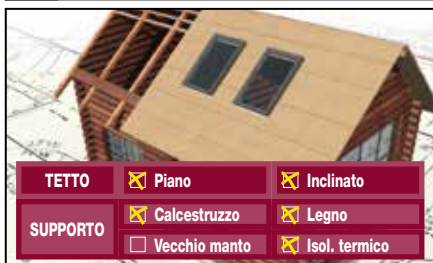 TETTO Piano Inclinato
SUPPORTO Calcestruzzo Legno
Vecchio manto Isol. termico